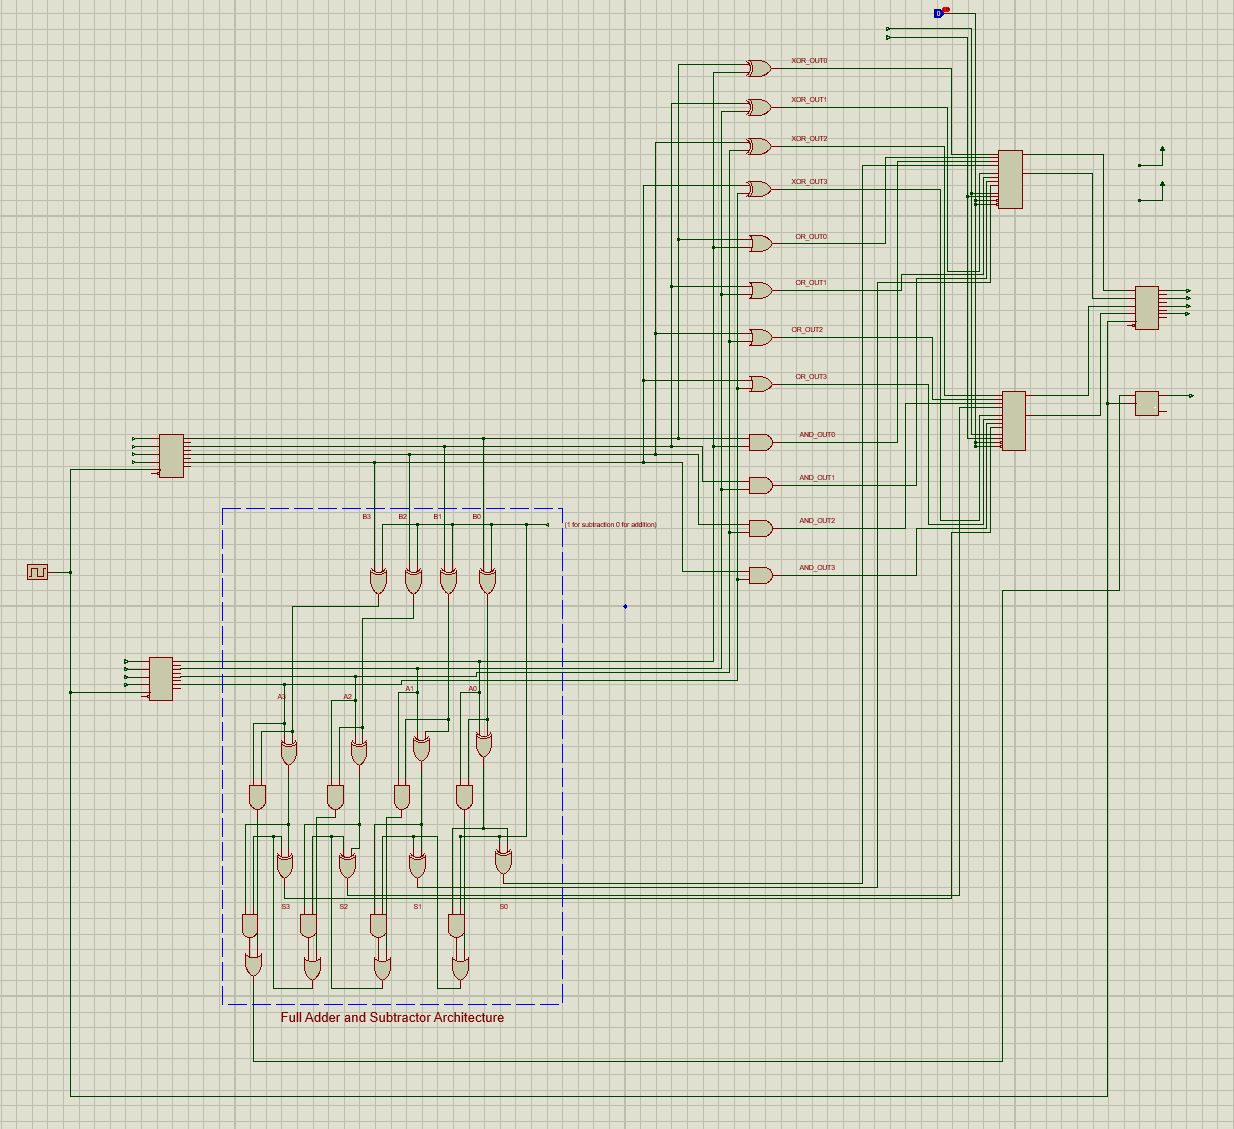 0
XOR_OUT0
XOR_OUT1
XOR_OUT2
XOR_OUT3
OR_OUT0
OR_OUT1
OR_OUT2
OR_OUT3
AND_OUT0
AND_OUT1
AND_OUT2
AND_OUT3
B3 B2 B1 B0
(1 for subtraction 0 for addition)
A3 A2 A1 A0
S3 S2 S1 S0
Full Adder and Subtractor Architecture